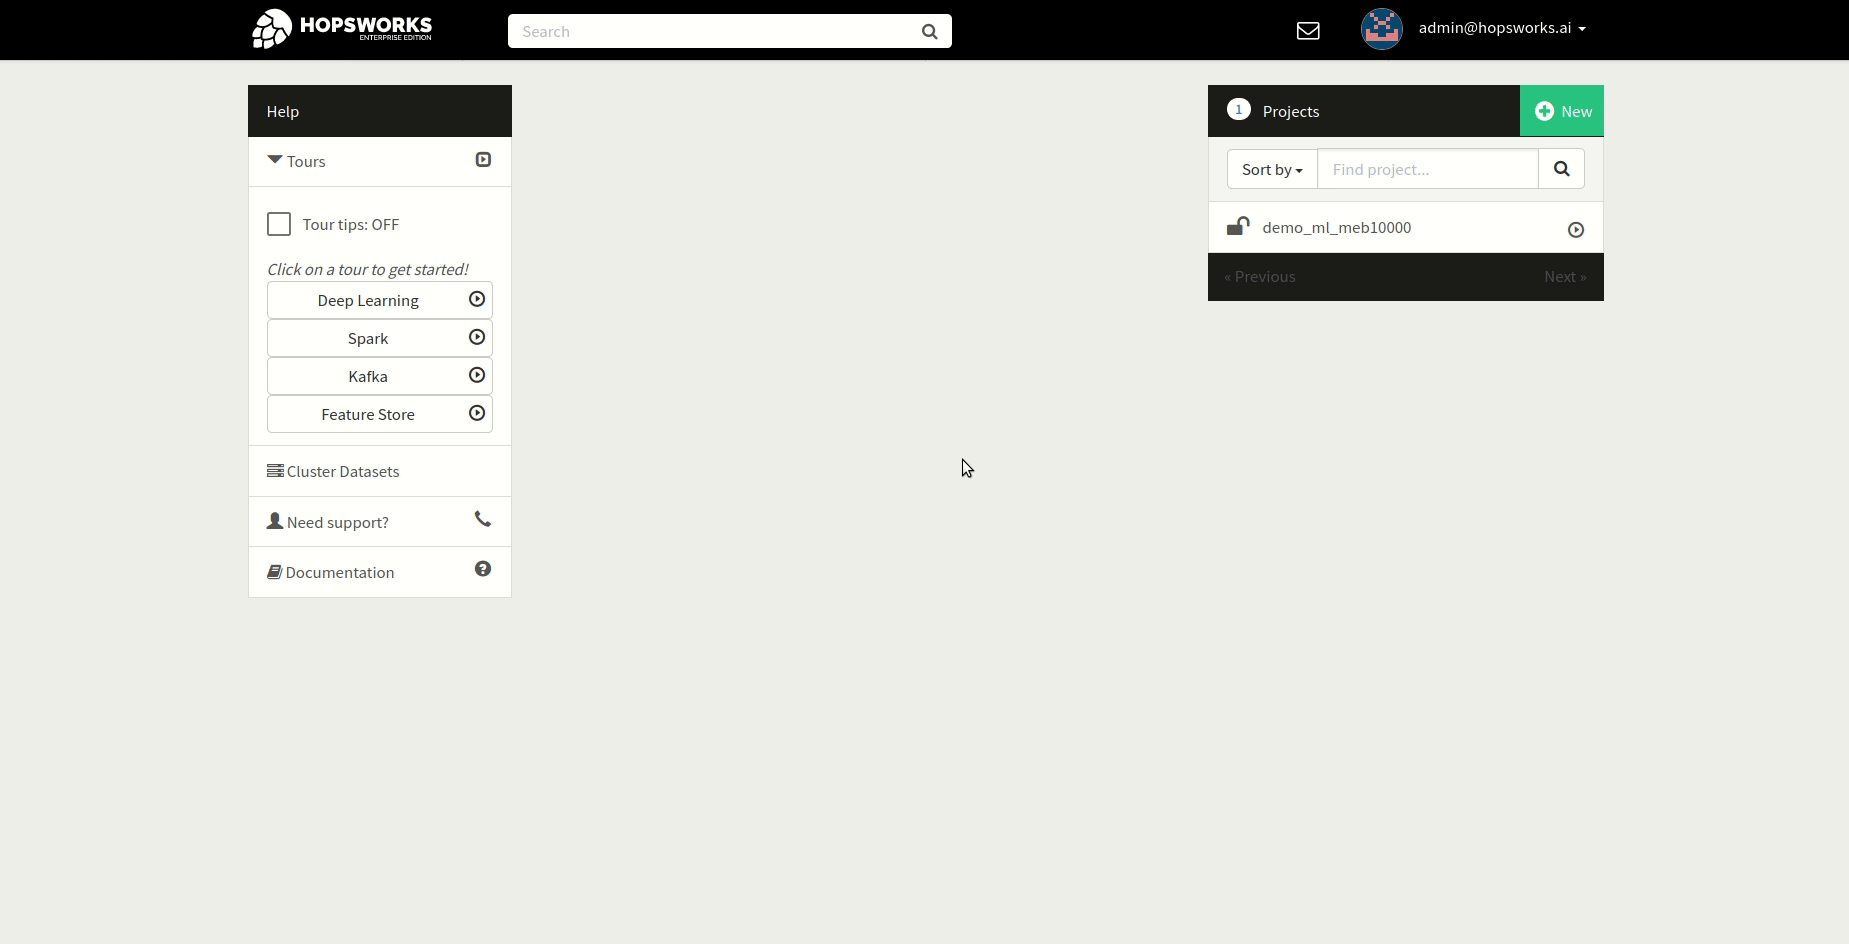 HOPSWORKS
ENTERPRISE EDITION
Search
admin@hopsworks.ai
Help
Tours
Tour tips: OFF
Click on a tour to get started!
Deep Learning
Spark
Kafka
Feature Store
Cluster Datasets
Need support?
Documentation
1 Projects New
Sort by Find project...
demo_ml_meb10000
« Previous Next »